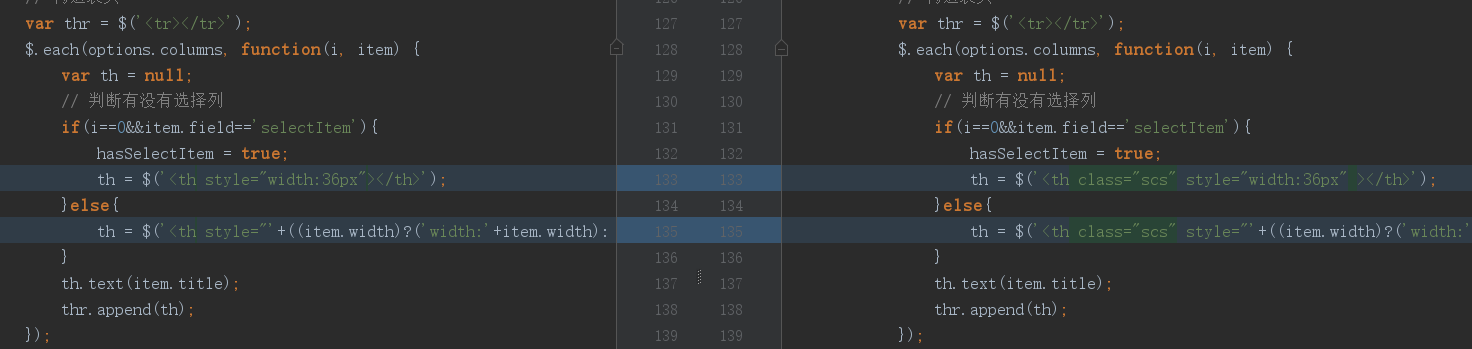 var thr = $('<tr></tr>');
$.each(options.columns, function(i, item) {
var th = null;
// 判断有没有选择列
if(i==0&&item.field=='selectItem'){
hasSelectItem = true;
th = $('<th style="width:36px"></th>');
}else{
th = $('<th style="'+((item.width)?('width:'+item.width):
}
th.text(item.title);
thr.append(th);
});
127 127
128 128
129 129
130 130
131 131
132 132
133 133
134 134
135 135
136 136
137 137
138 138
139 139
var thr = $('<tr></tr>');
$.each(options.columns, function(i, item) {
var th = null;
// 判断有没有选择列
if(i==0&&item.field=='selectItem'){
hasSelectItem = true;
th = $('<th class="scs" style="width:36px" ></th>');
}else{
th = $('<th class="scs" style="'+((item.width)?('width:'
}
th.text(item.title);
thr.append(th);
});